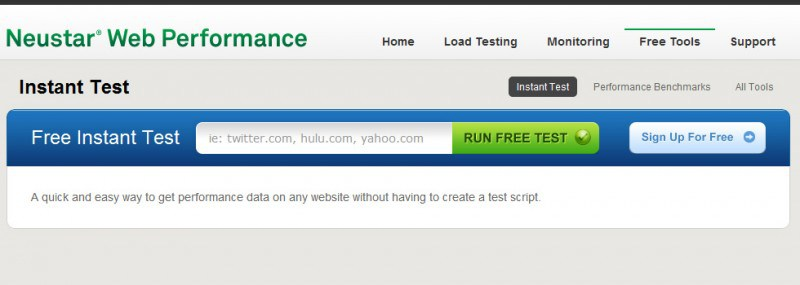 Neustar® Web Performance
Home Load Testing Monitoring Free Tools Support
Instant Test
Instant Test Performance Benchmarks All Tools
Free Instant Test ie: twitter.com, hulu.com, yahoo.com RUN FREE TEST Sign Up For Free
A quick and easy way to get performance data on any website without having to create a test script.